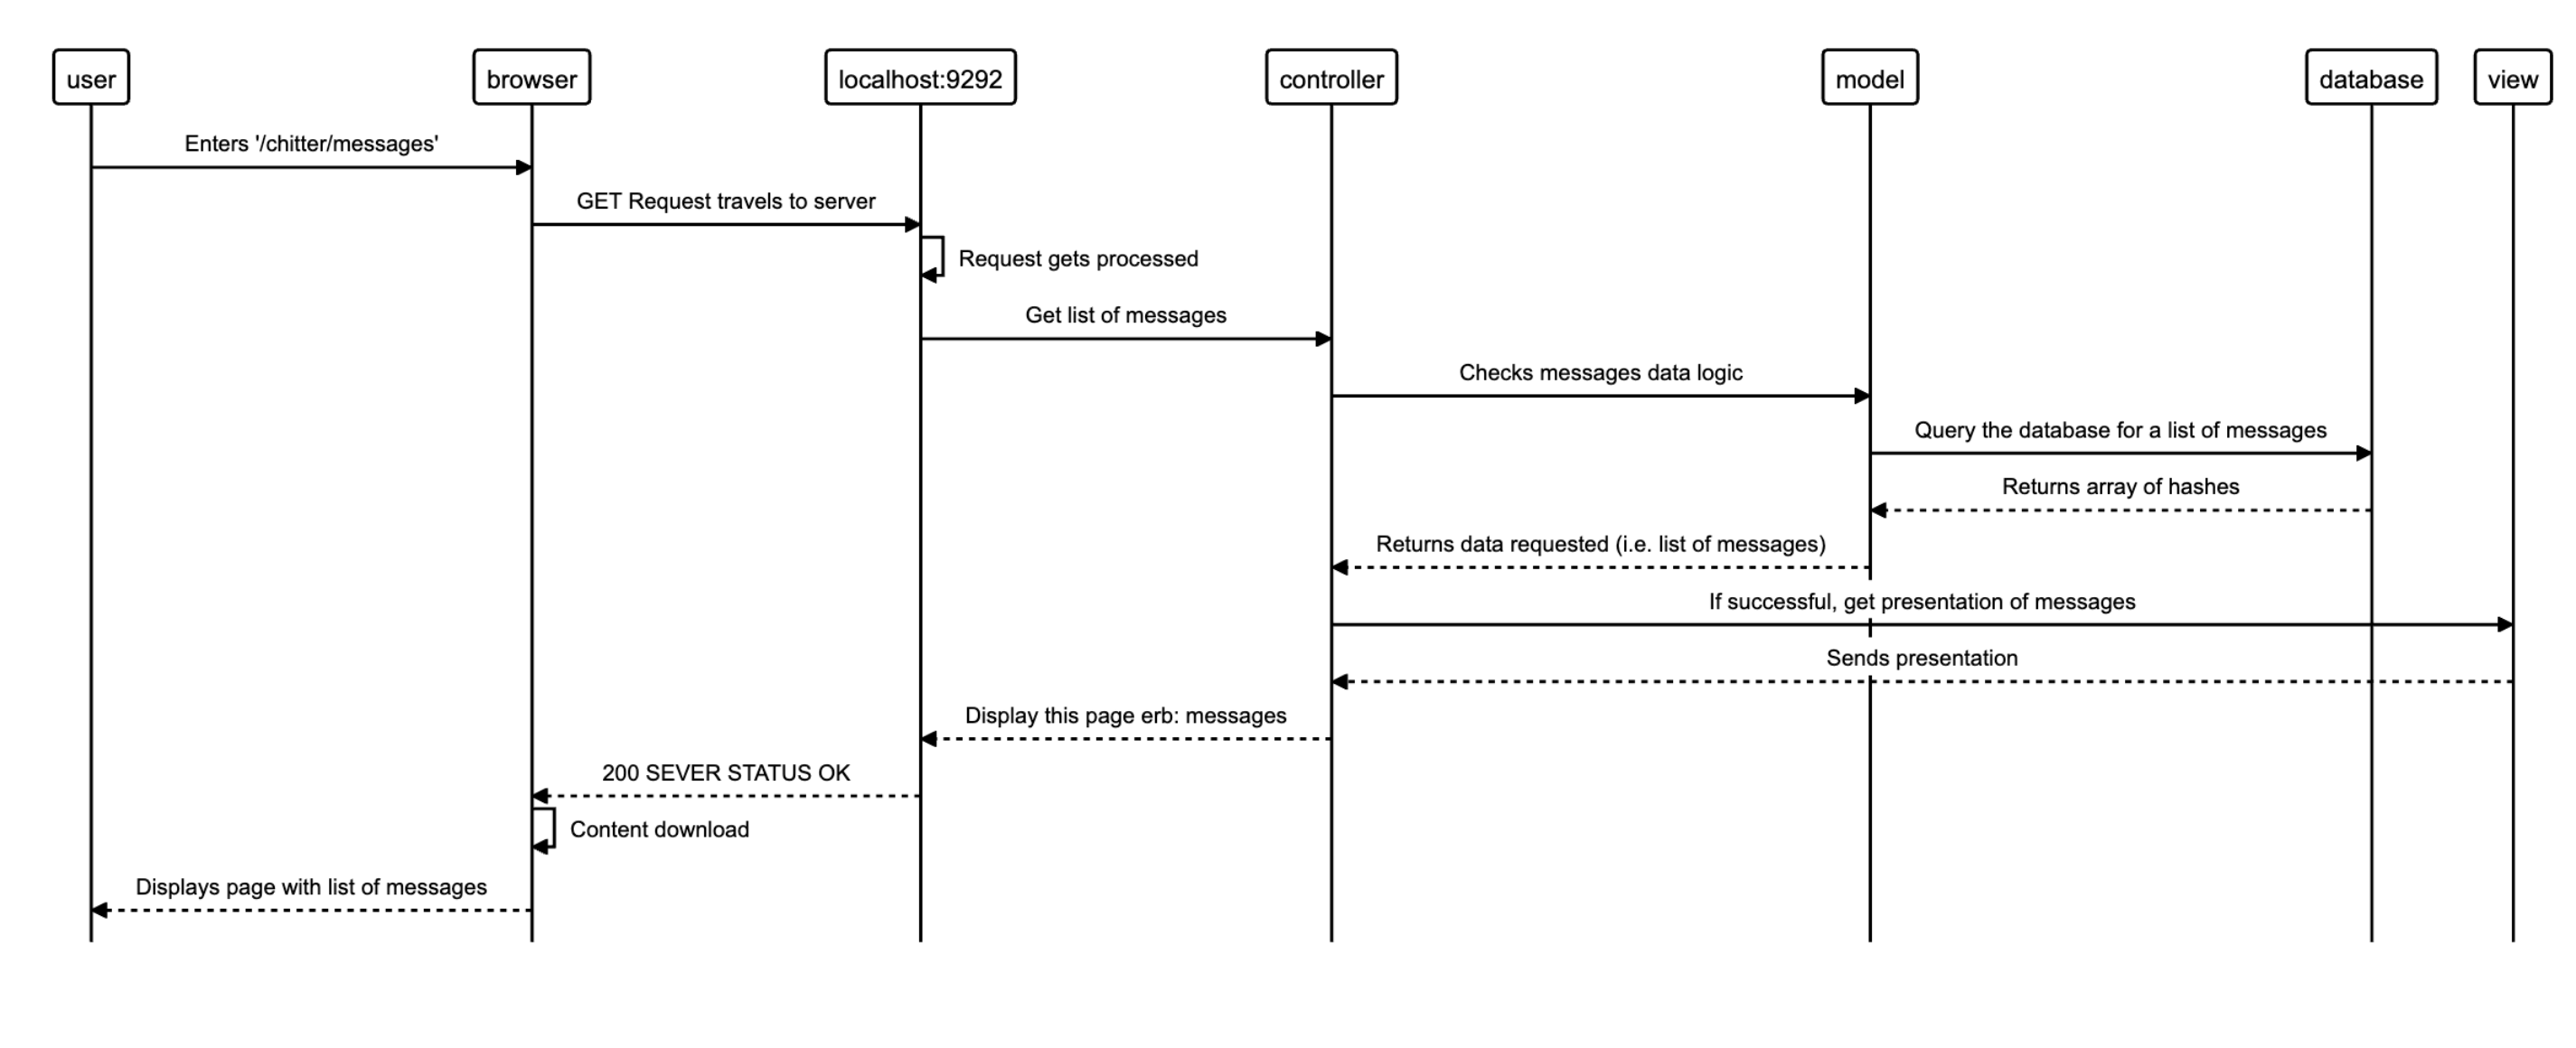 user
browser
localhost:9292
controller
model
database
view
Enters '/chitter/messages'
GET Request travels to server
Request gets processed
Get list of messages
Checks messages data logic
Query the database for a list of messages
Returns array of hashes
Returns data requested (i.e. list of messages)
If successful, get presentation of messages
Sends presentation
Display this page erb: messages
200 SEVER STATUS OK
Content download
Displays page with list of messages